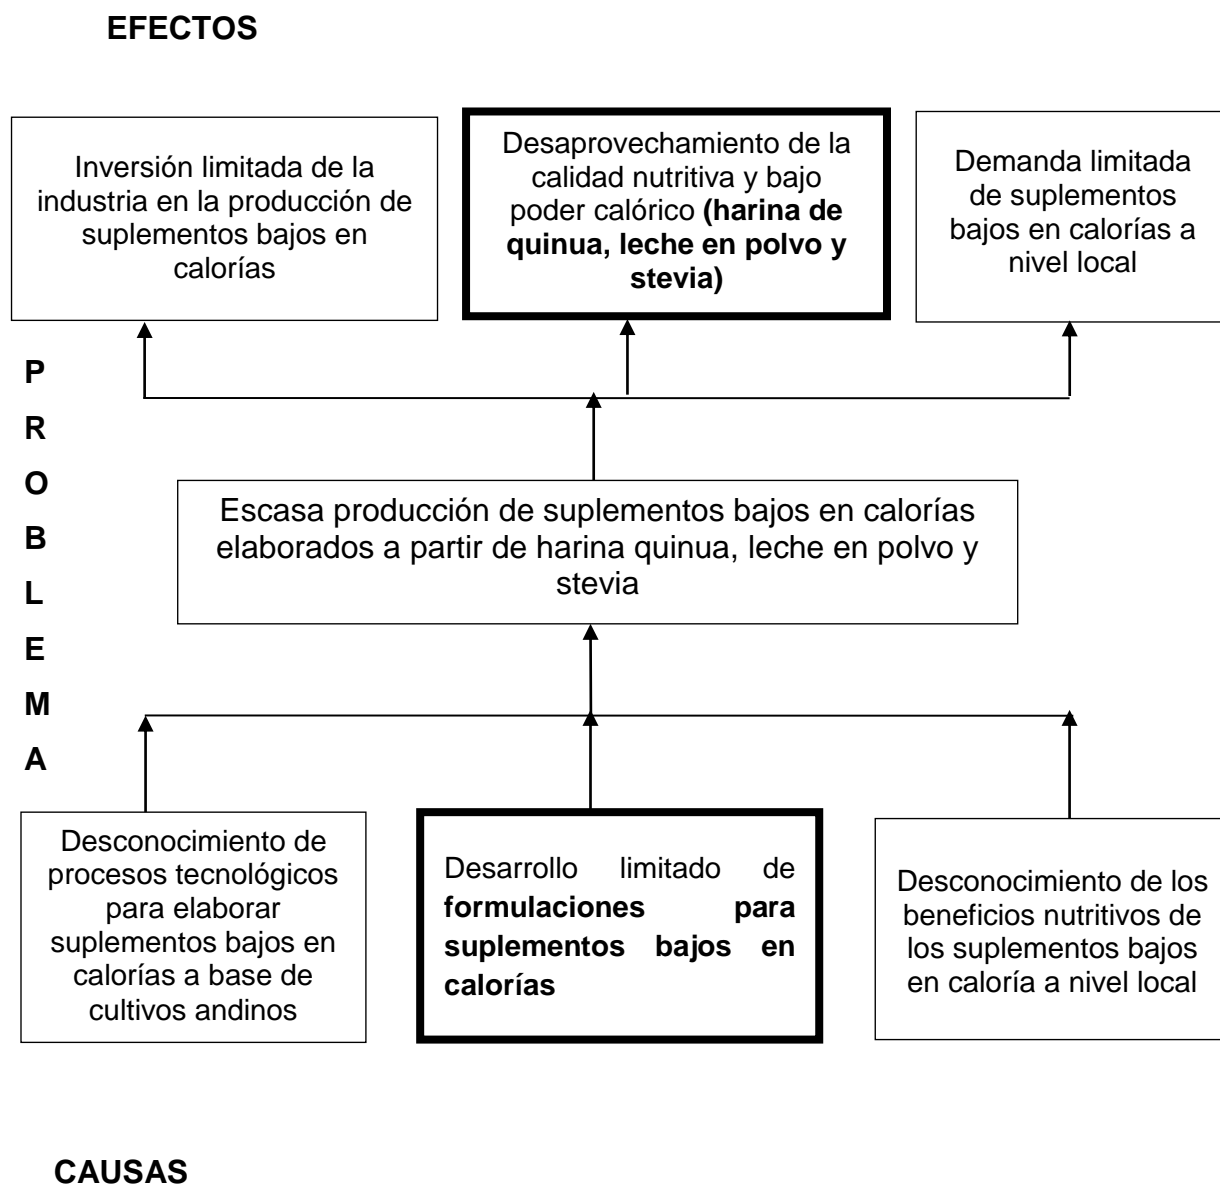 EFECTOS
Inversión limitada de la
industria en la producción de
suplementos bajos en
calorías
Desaprovechamiento de la
calidad nutritiva y bajo
poder calórico (harina de
quinua, leche en polvo y
stevia)
Demanda limitada
de suplementos
bajos en calorías a
nivel local
P
R
O
B
L
E
M
A
Escasa producción de suplementos bajos en calorías
elaborados a partir de harina quinua, leche en polvo y
stevia
Desconocimiento de
procesos tecnológicos
para elaborar
suplementos bajos en
calorías a base de
cultivos andinos
Desarrollo limitado de
formulaciones para
suplementos bajos en
calorías
Desconocimiento de los
beneficios nutritivos de
los suplementos bajos
en caloría a nivel local
CAUSAS